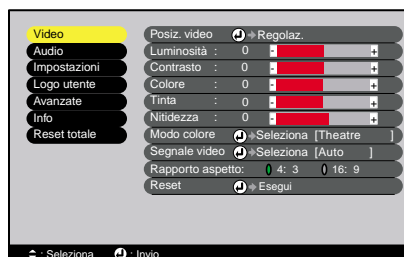 Video
Audio
Impostazioni
Logo utente
Avanzate
Info
Reset totale
Posiz. video Regolaz.
Luminosità : 0 - +
Contrasto : 0 - +
Colore : 0 - +
Tinta : 0 - +
Nitidezza : 0 - +
Modo colore Seleziona [Theatre ]
Segnale video Seleziona [Auto ]
Rapporto aspetto: 4: 3 16: 9
Reset Esegui
: Seleziona : Invio